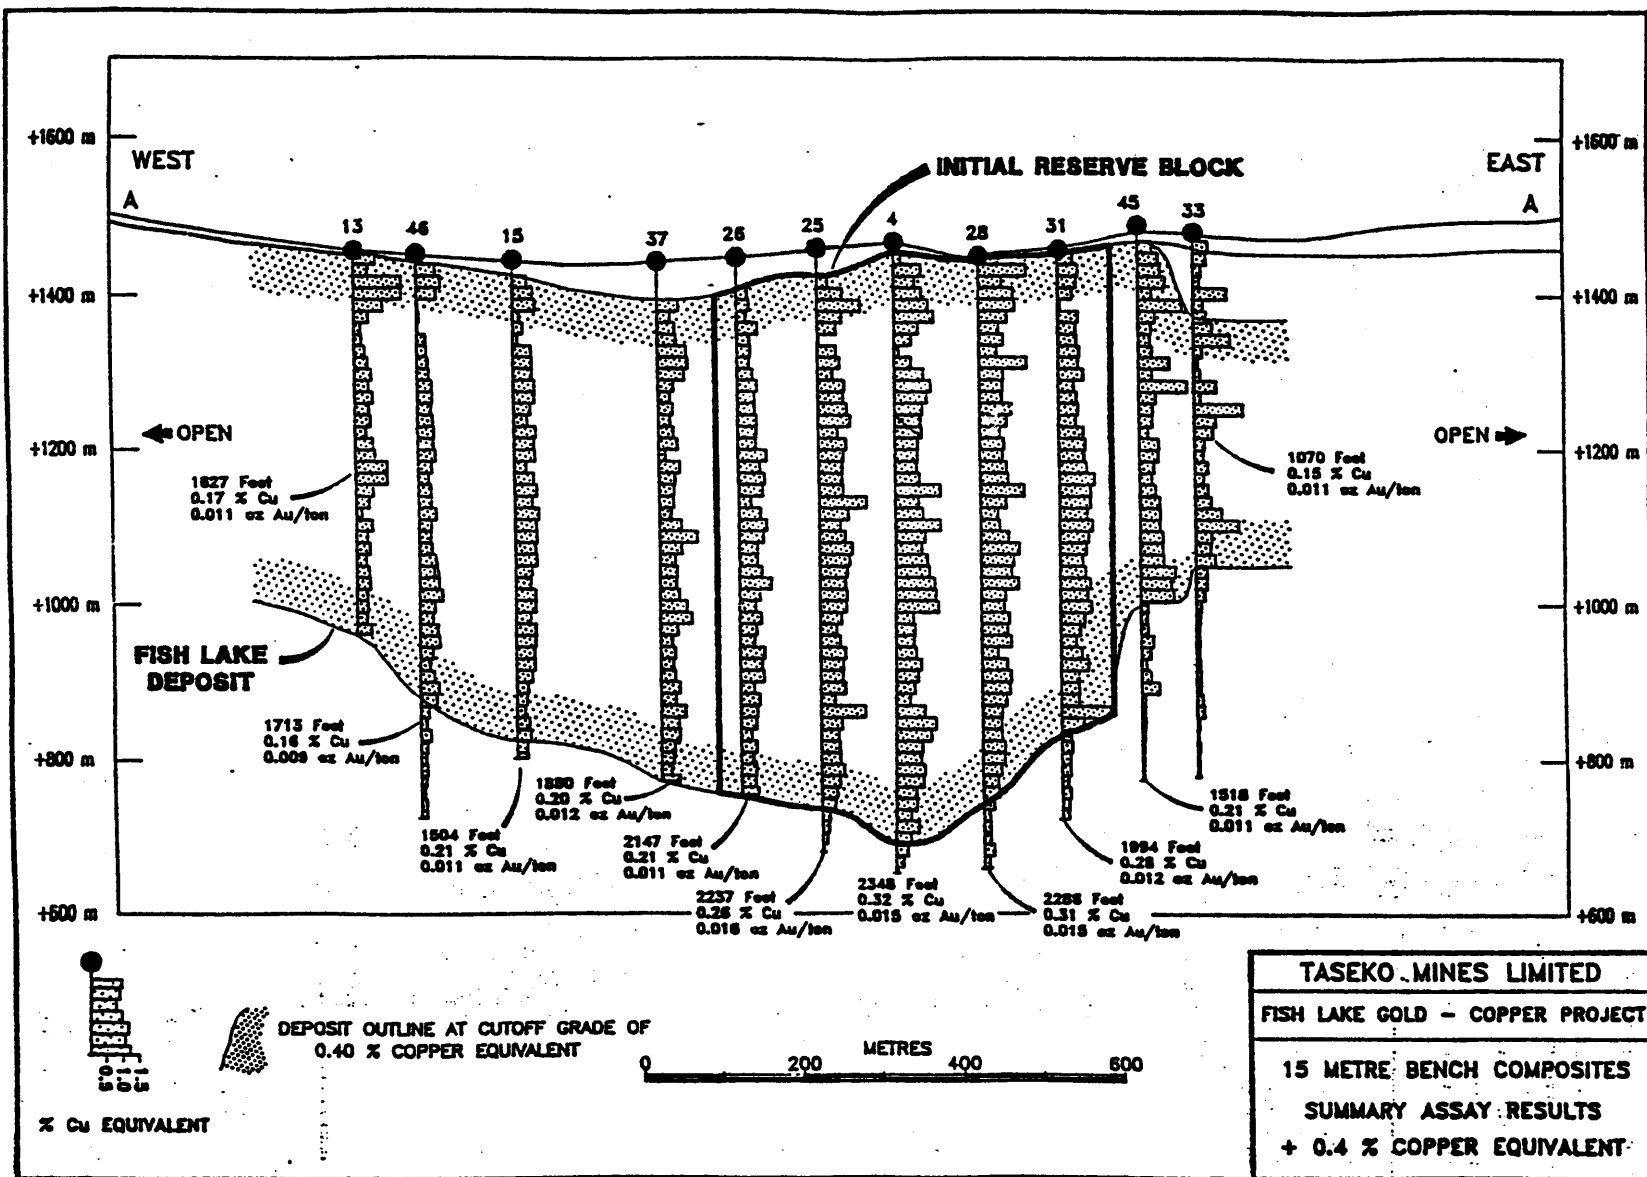 +1600 m
+1600 m
WEST
EAST
A
A
INITIAL RESERVE BLOCK
13
46
15
37
26
25
4
28
31
45
33
+1400 m
+1400 m
OPEN
OPEN
+1200 m
+1200 m
1627 Feet
0.17 % Cu
0.011 oz Au/ton
1070 Feet
0.15 % Cu
0.011 oz Au/ton
+1000 m
+1000 m
FISH LAKE
DEPOSIT
1713 Feet
0.16 % Cu
0.009 oz Au/ton
+800 m
+800 m
1504 Feet
0.21 % Cu
0.011 oz Au/ton
0.20 % Cu
0.012 oz Au/ton
2147 Feet
0.21 % Cu
0.011 oz Au/ton
2237 Feet
0.26 % Cu
0.016 oz Au/ton
2348 Feet
0.32 % Cu
0.015 oz Au/ton
Feet
0.31 % Cu
0.015 oz Au/ton
1994 Feet
0.28 % Cu
0.012 oz Au/ton
1518 Feet
0.21 % Cu
0.011 oz Au/ton
+600 m
+600 m
0.5
1.0
1.5
% Cu EQUIVALENT
DEPOSIT OUTLINE AT CUTOFF GRADE OF
0.40 % COPPER EQUIVALENT
METRES
0 200 400 600
TASEKO MINES LIMITED
FISH LAKE GOLD - COPPER PROJECT
15 METRE BENCH COMPOSITES
SUMMARY ASSAY RESULTS
+ 0.4 % COPPER EQUIVALENT